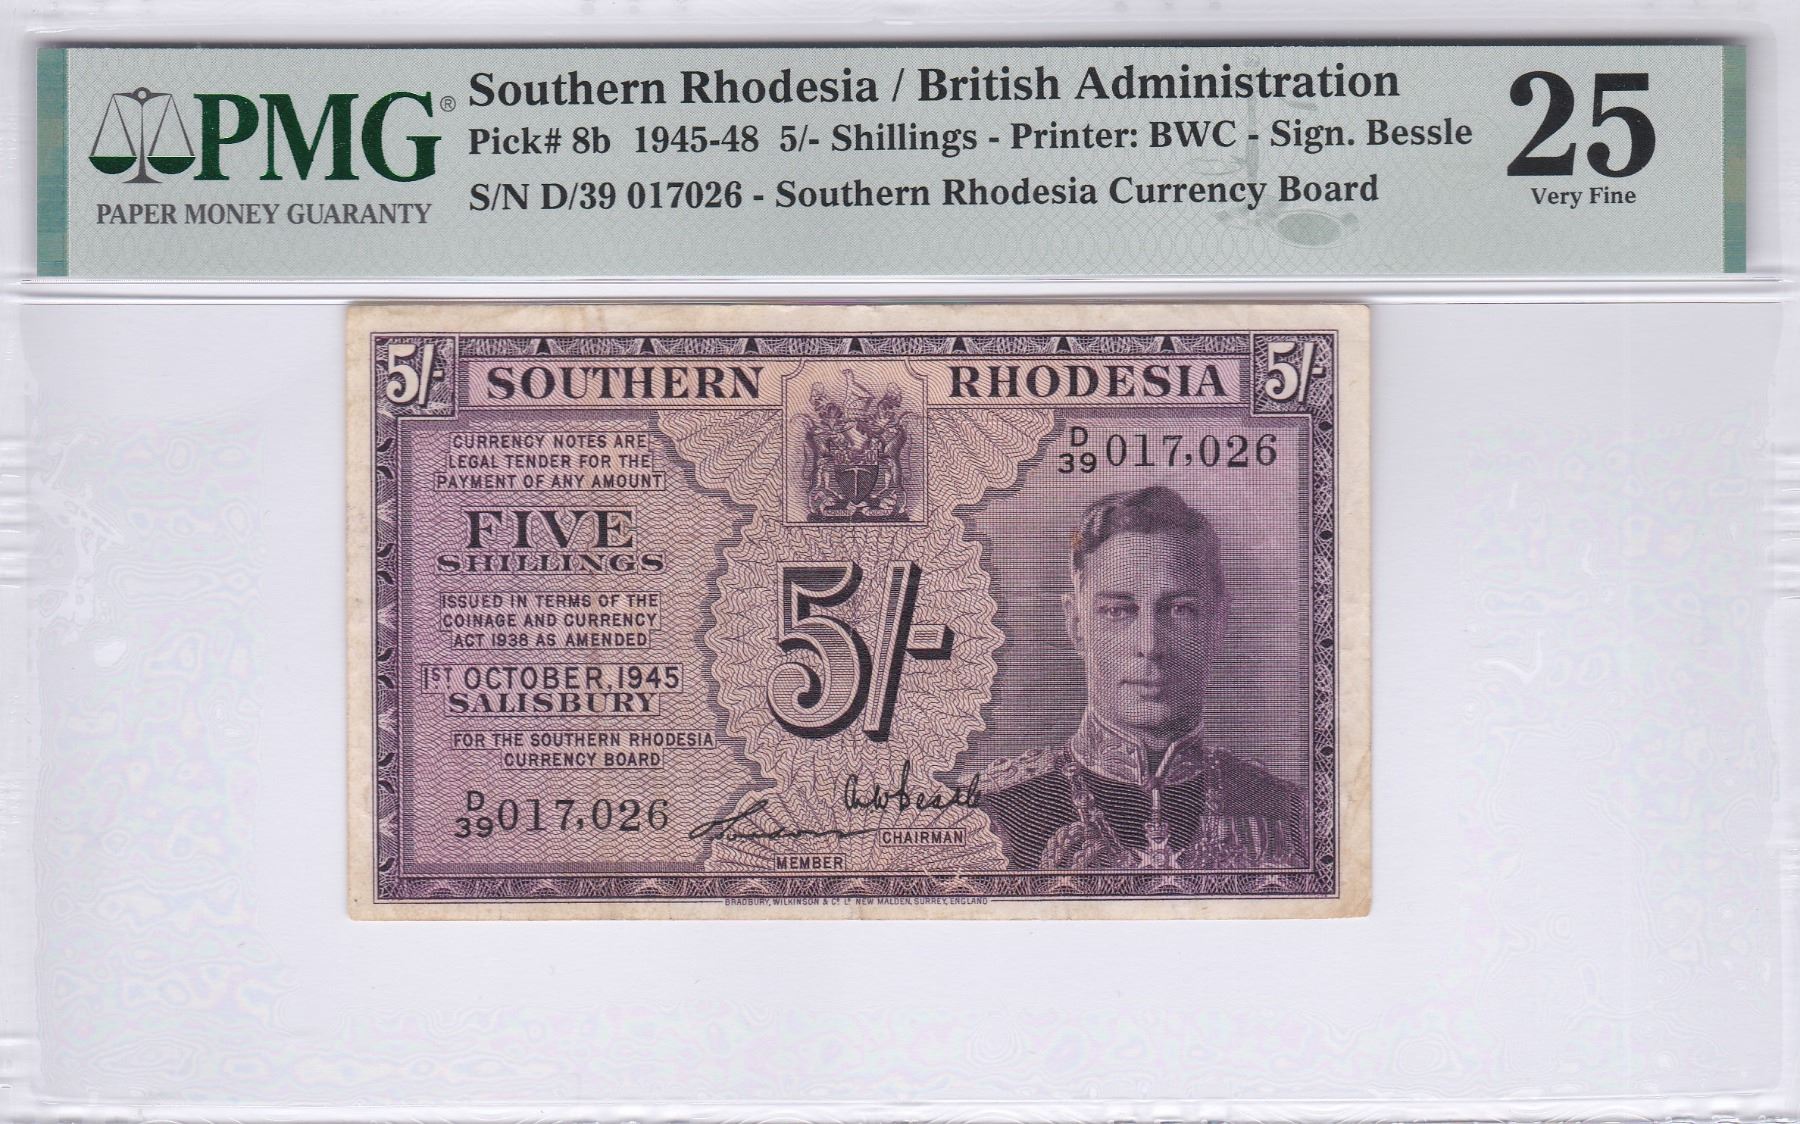 PMG®
PAPER MONEY GUARANTY
Southern Rhodesia / British Administration
Pick# 8b 1945-48 5/- Shillings - Printer: BWC - Sign. Bessle
S/N D/39 017026 - Southern Rhodesia Currency Board
25
Very Fine
5/- SOUTHERN RHODESIA 5/-
CURRENCY NOTES ARE
LEGAL TENDER FOR THE
PAYMENT OF ANY AMOUNT
D/39 017,026
FIVE
SHILLINGS
ISSUED IN TERMS OF THE
COINAGE AND CURRENCY
ACT 1938 AS AMENDED
5/-
1ST OCTOBER, 1945
SALISBURY
FOR THE SOUTHERN RHODESIA
CURRENCY BOARD
D/39 017,026
CHAIRMAN
MEMBER
BRADBURY, WILKINSON & Co. Ld. NEW MALDEN, SURREY, ENGLAND